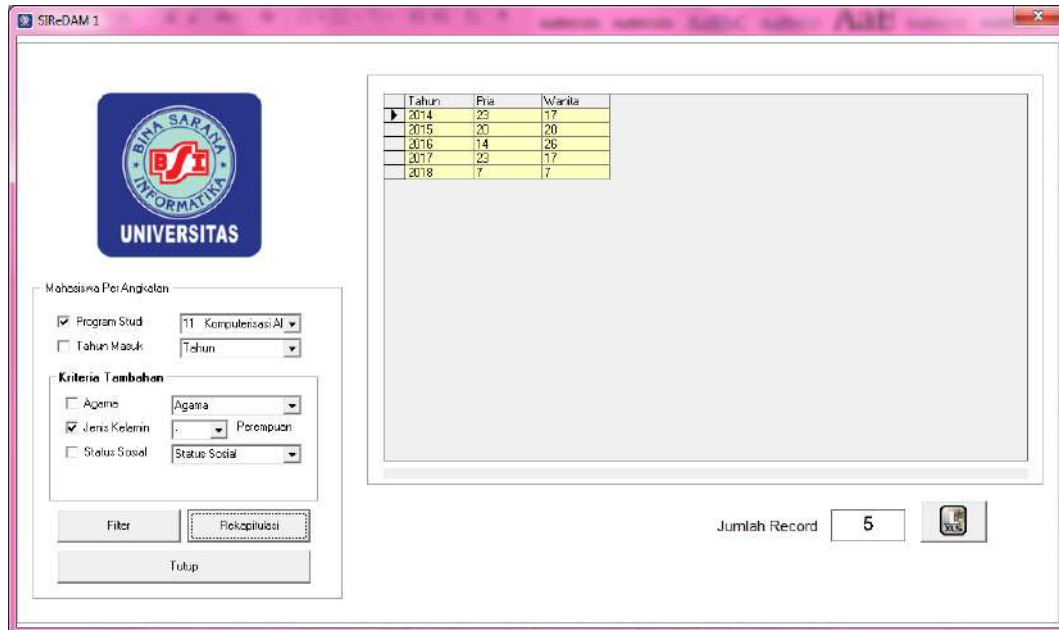 SIReDAM 1
BINA SARANA INFORMATIKA
BSI
UNIVERSITAS
Tahun Pria Wanita
2014 23 17
2015 20 20
2016 14 26
2017 23 17
2018 7 7
Mahasiswa Per Angkatan
Program Studi 11 Komputerisasi Al
Tahun Masuk Tahun
Kriteria Tambahan
Agama Agama
Jenis Kelamin - Perempuan
Status Sosial Status Sosial
Filter Rekapitulasi
Tutup
Jumlah Record 5